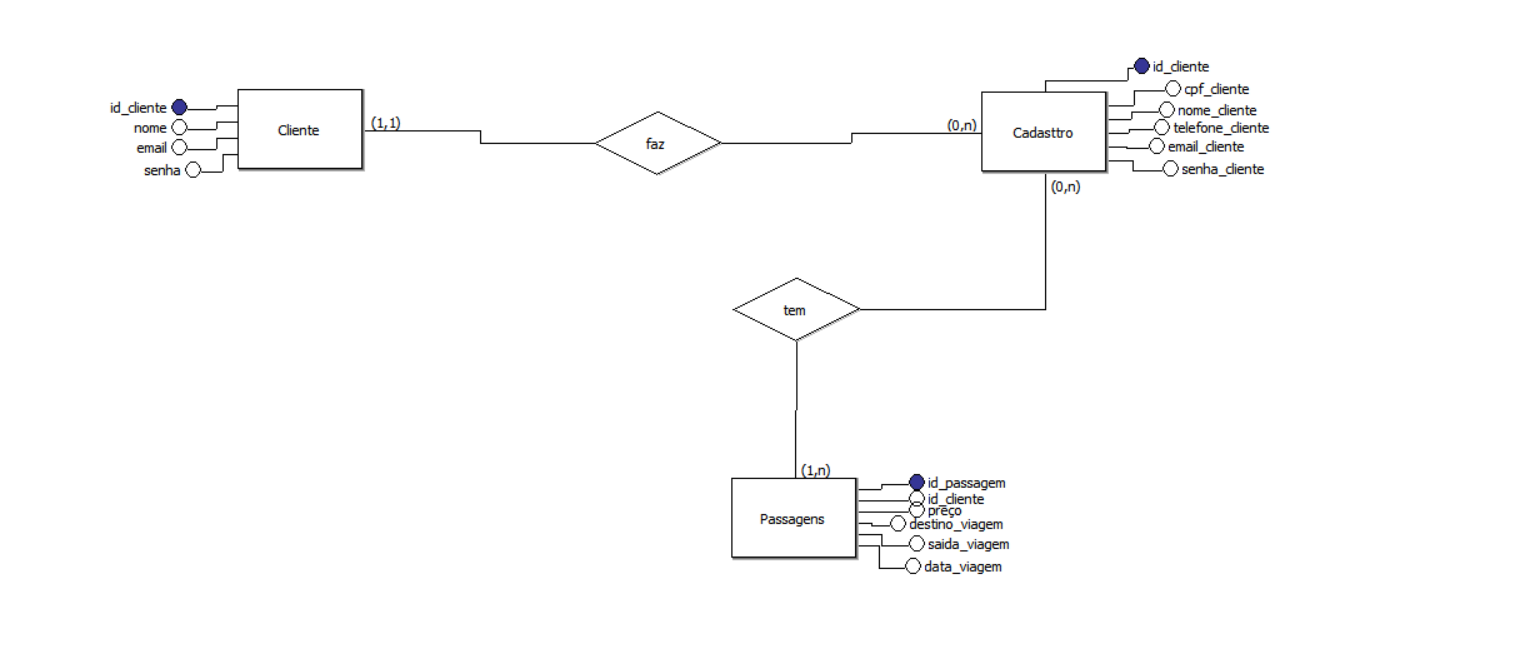 id_cliente
nome
email
senha
Cliente
(1,1)
faz
(0,n)
Cadasttro
id_cliente
cpf_cliente
nome_cliente
telefone_cliente
email_cliente
senha_cliente
(0,n)
tem
(1,n)
Passagens
id_passagem
id_cliente
preço
destino_viagem
saida_viagem
data_viagem